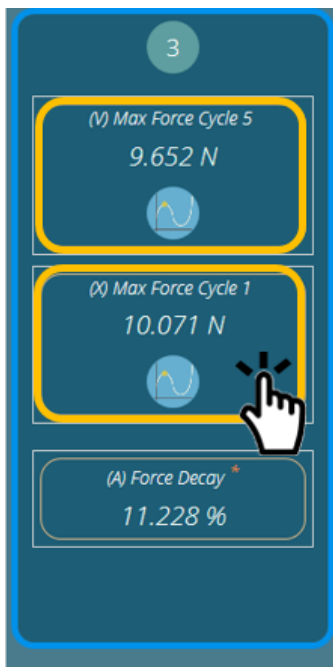 3
(V) Max Force Cycle 5
9.652 N
(X) Max Force Cycle 1
10.071 N
(A) Force Decay *
11.228 %